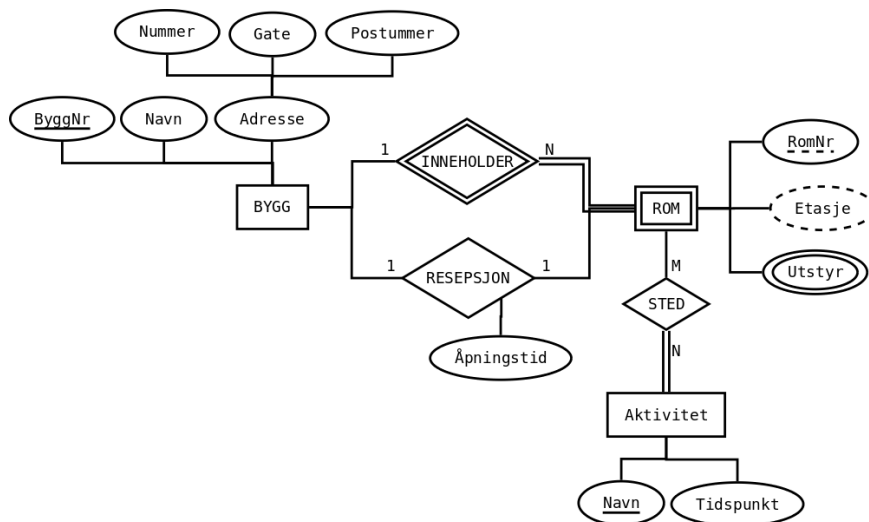 Nummer
Gate
Postummer
ByggNr
Navn
Adresse
1
INNEHOLDER
N
RomNr
BYGG
ROM
Etasje
1
RESEPSJON
1
M
Utstyr
STED
Åpningstid
N
Aktivitet
Navn
Tidspunkt